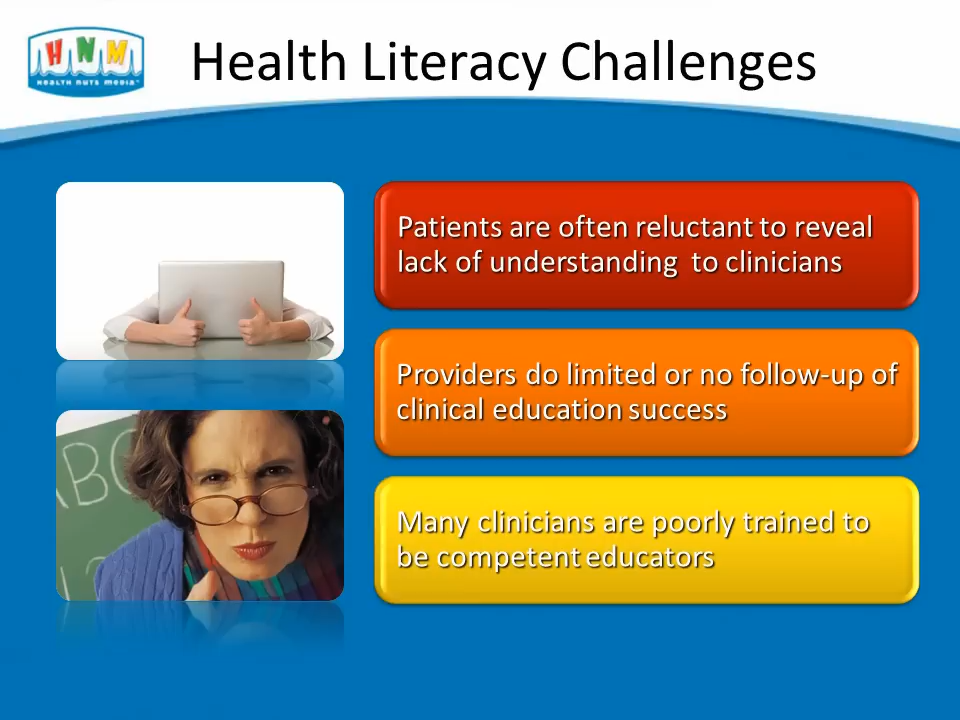 HNM
HEALTH NUTS MEDIA
Health Literacy Challenges
Patients are often reluctant to reveal
lack of understanding to clinicians
Providers do limited or no follow-up of
clinical education success
Many clinicians are poorly trained to
be competent educators
ABC